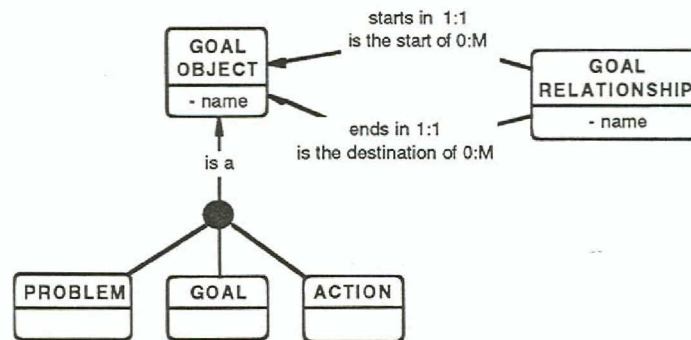 starts in 1:1
is the start of 0:M
GOAL
OBJECT
- name
GOAL
RELATIONSHIP
- name
ends in 1:1
is the destination of 0:M
is a
PROBLEM
GOAL
ACTION